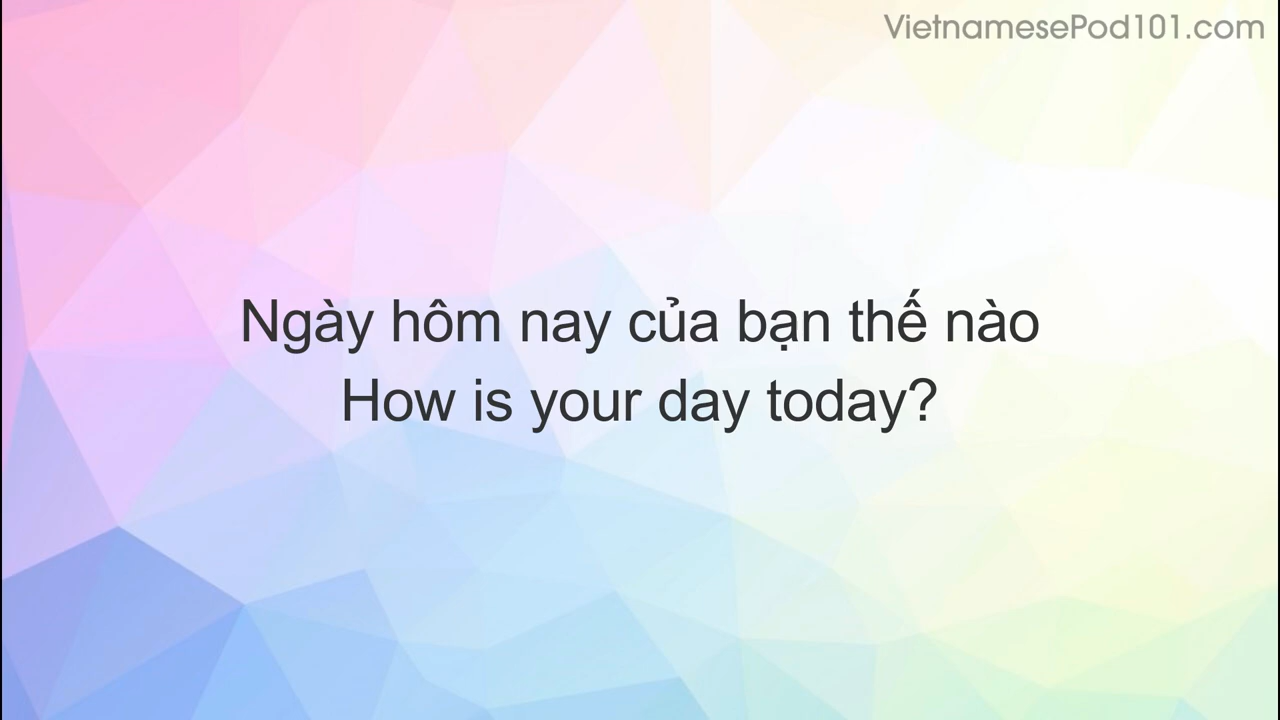 VietnamesePod101.com
Ngày hôm nay của bạn thế nào
How is your day today?